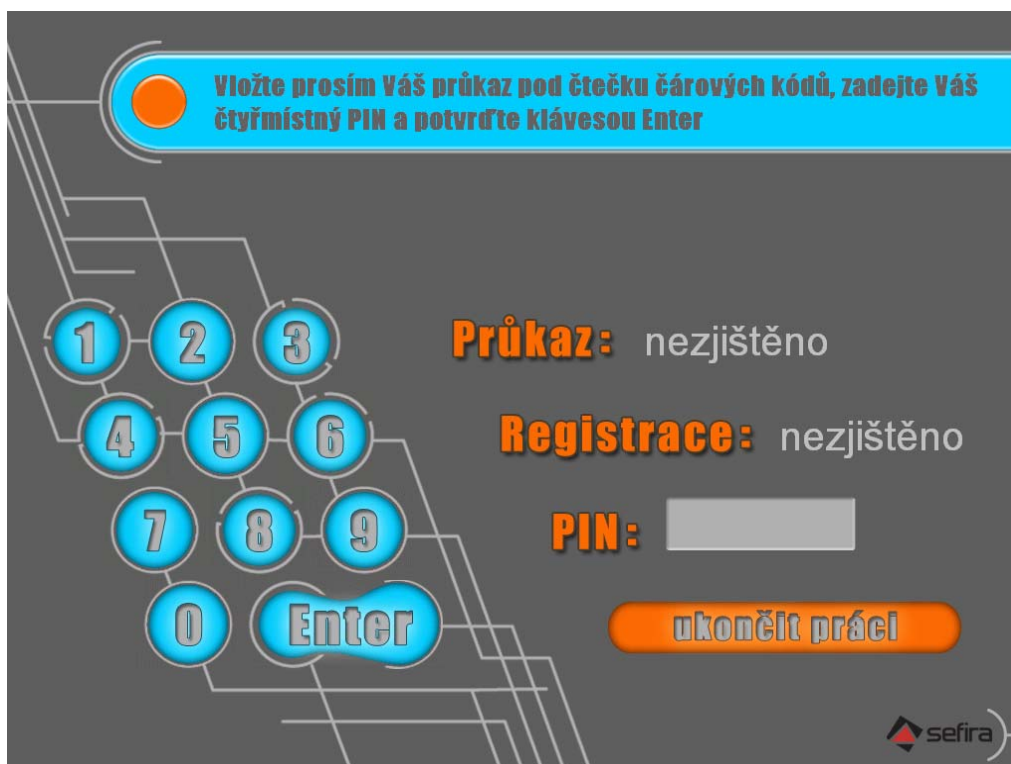 Vložte prosím Váš průkaz pod čtečku čárových kódů, zadejte Váš
čtyřmístný PIN a potvrďte klávesou Enter
1 2 3
Průkaz: nezjištěno
4 5 6
Registrace: nezjištěno
7 8 9
PIN:
0 Enter
ukončit práci
sefira